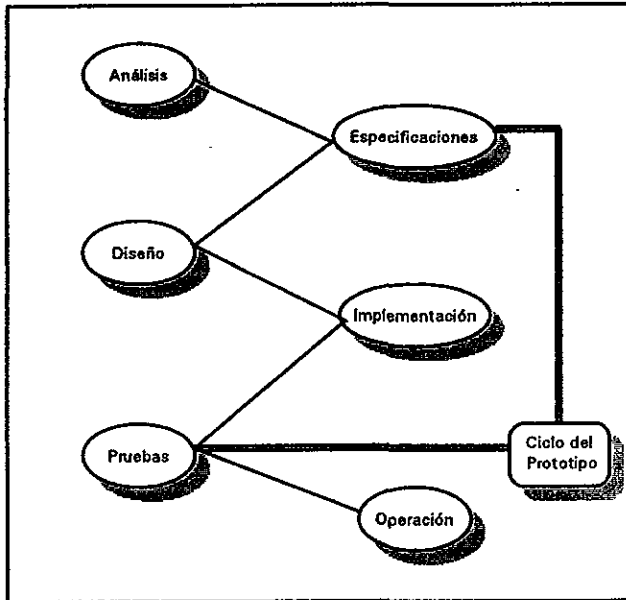 Análisis
Especificaciones
Diseño
Implementación
Pruebas
Ciclo del
Prototipo
Operación